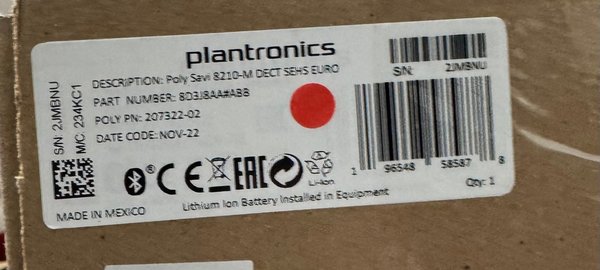 plantronics
S/N: 2JMBNU
DESCRIPTION: Poly Savi 8210-M DECT SEHS EURO
PART NUMBER: 8D3J8AA#ABB
POLY PN: 207322-02
DATE CODE: NOV-22
S/N: 2JMBNU
M/C: 234KC1
CE EAC
Li-Ion
1 96548 58587 8
Qty: 1
Lithium Ion Battery Installed in Equipment
MADE IN MEXICO